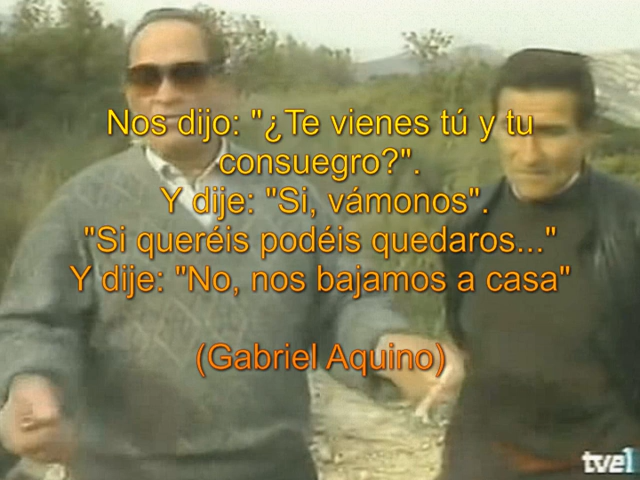 Nos dijo: "¿Te vienes tú y tu
consuegro?".
Y dije: "Si, vámonos".
"Si queréis podéis quedaros..."
Y dije: "No, nos bajamos a casa"
(Gabriel Aquino)
tve1